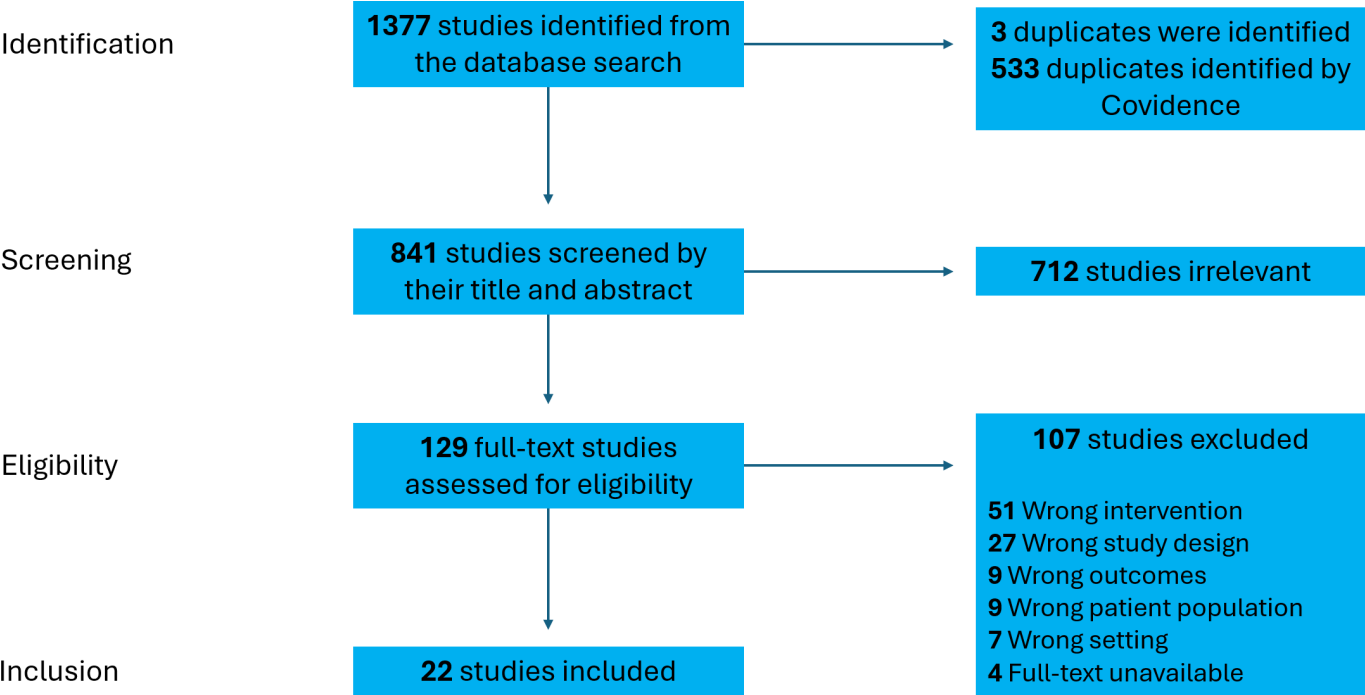 Identification
1377 studies identified from
the database search
3 duplicates were identified
533 duplicates identified by
Covidence
Screening
841 studies screened by
their title and abstract
712 studies irrelevant
Eligibility
129 full-text studies
assessed for eligibility
107 studies excluded
51 Wrong intervention
27 Wrong study design
9 Wrong outcomes
9 Wrong patient population
7 Wrong setting
4 Full-text unavailable
Inclusion
22 studies included